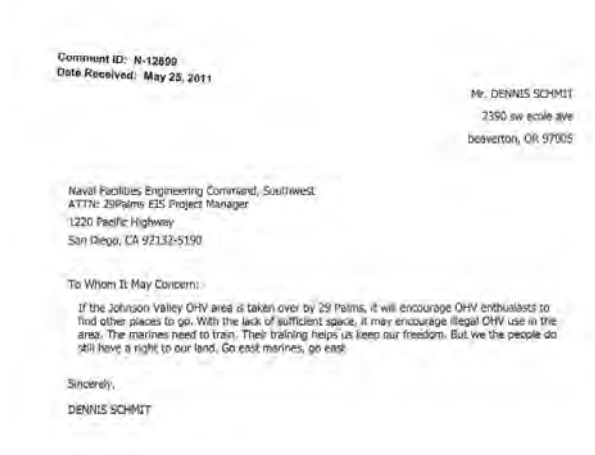 Comment ID: N-12899
Date Received: May 25, 2011
Mr. DENNIS SCHMIT
2390 sw ecole ave
beaverton, OR 97005
Naval Facilities Engineering Command, Southwest
ATTN: 29Palms EIS Project Manager
1220 Pacific Highway
San Diego, CA 92132-5190
To Whom It May Concern:
If the Johnson Valley OHV area is taken over by 29 Palms, it will encourage OHV enthusiasts to
find other places to go. With the lack of sufficient space, it may encourage illegal OHV use in the
area. The marines need to train. Their training helps us keep our freedom. But we the people do
still have a right to our land. Go east marines, go east
Sincerely,
DENNIS SCHMIT